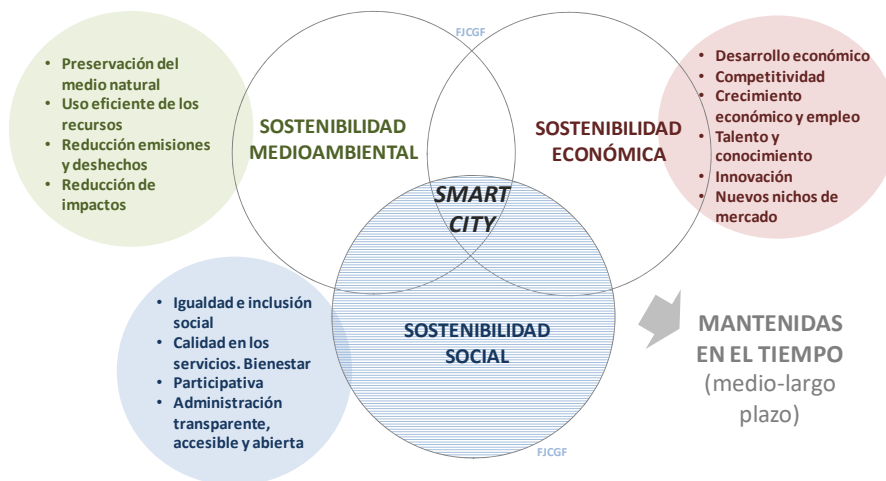 FJCGF
• Preservación del
medio natural
• Uso eficiente de los
recursos
• Reducción emisiones
y deshechos
• Reducción de
impactos
SOSTENIBILIDAD
MEDIOAMBIENTAL
SOSTENIBILIDAD
ECONÓMICA
• Desarrollo económico
• Competitividad
• Crecimiento
económico y empleo
• Talento y
conocimiento
• Innovación
• Nuevos nichos de
mercado
SMART
CITY
• Igualdad e inclusión
social
• Calidad en los
servicios. Bienestar
• Participativa
• Administración
transparente,
accesible y abierta
SOSTENIBILIDAD
SOCIAL
MANTENIDAS
EN EL TIEMPO
(medio-largo
plazo)
FJCGF